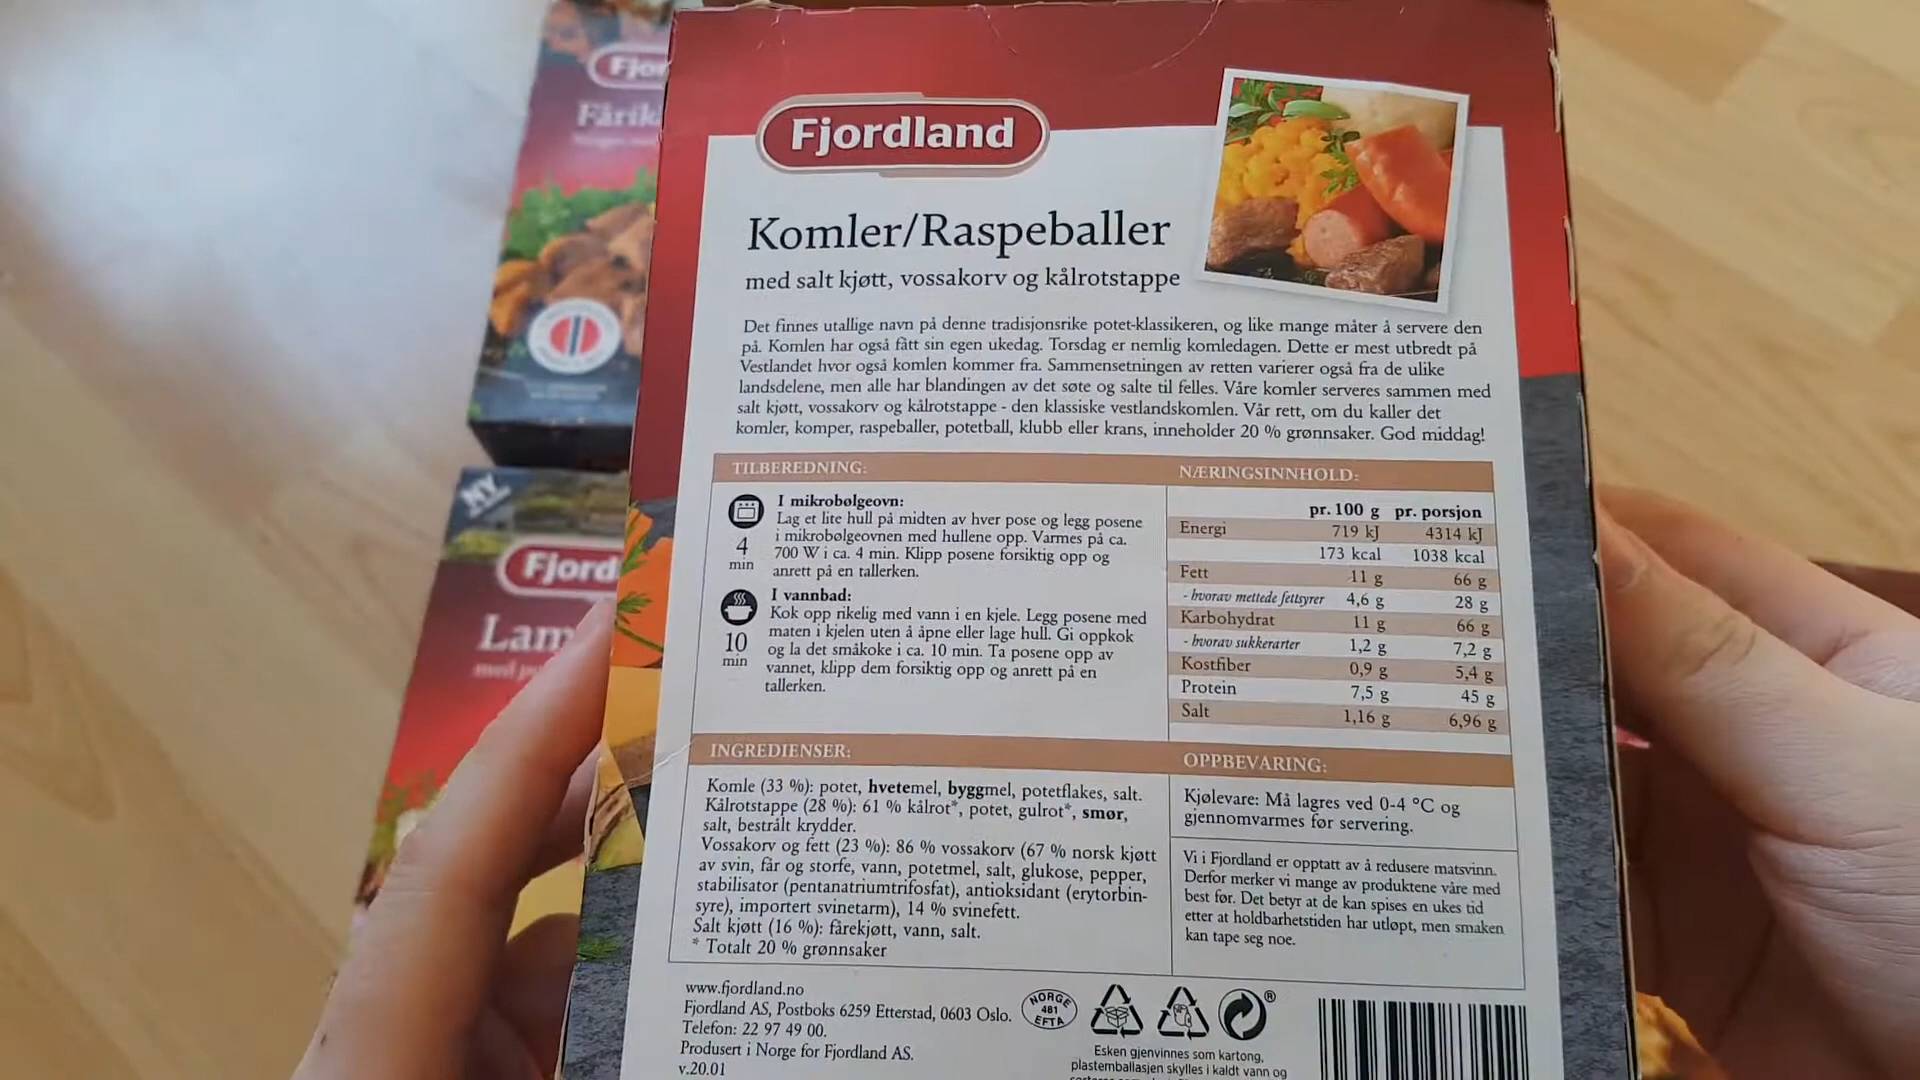 Fjordland
Komler/Raspeballer
med salt kjøtt, vossakorv og kålrotstappe
Det finnes utallige navn på denne tradisjonsrike potet-klassikeren, og like mange måter å servere den
på. Komlen har også fått sin egen ukedag. Torsdag er nemlig komledagen. Dette er mest utbredt på
Vestlandet hvor også komlen kommer fra. Sammensetningen av retten varierer også fra de ulike
landsdelene, men alle har blandingen av det søte og salte til felles. Våre komler serveres sammen med
salt kjøtt, vossakorv og kålrotstappe - den klassiske vestlandskomlen. Vår rett, om du kaller det
komler, komper, raspeballer, potetball, klubb eller krans, inneholder 20 % grønnsaker. God middag!
TILBEREDNING:
I mikrobølgeovn:
Lag et lite hull på midten av hver pose og legg posene
i mikrobølgeovnen med hullene opp. Varmes på ca.
700 W i ca. 4 min. Klipp posene forsiktig opp og
anrett på en tallerken.
4
min
I vannbad:
Kok opp rikelig med vann i en kjele. Legg posene med
maten i kjelen uten å åpne eller lage hull. Gi oppkok
og la det småkoke i ca. 10 min. Ta posene opp av
vannet, klipp dem forsiktig opp og anrett på en
tallerken.
10
min
NÆRINGSINNHOLD:
pr. 100 g pr. porsjon
Energi 719 kJ 4314 kJ
173 kcal 1038 kcal
Fett 11 g 66 g
- hvorav mettede fettsyrer 4,6 g 28 g
Karbohydrat 11 g 66 g
- hvorav sukkerarter 1,2 g 7,2 g
Kostfiber 0,9 g 5,4 g
Protein 7,5 g 45 g
Salt 1,16 g 6,96 g
INGREDIENSER:
Komle (33 %): potet, hvetemel, byggmel, potetflakes, salt.
Kålrotstappe (28 %): 61 % kålrot*, potet, gulrot*, smør,
salt, bestrålt krydder.
Vossakorv og fett (23 %): 86 % vossakorv (67 % norsk kjøtt
av svin, får og storfe, vann, potetmel, salt, glukose, pepper,
stabilisator (pentanatriumtrifosfat), antioksidant (erytorbin-
syre), importert svinetarm), 14 % svinefett.
Salt kjøtt (16 %): fårekjøtt, vann, salt.
* Totalt 20 % grønnsaker
OPPBEVARING:
Kjølevare: Må lagres ved 0-4 °C og
gjennomvarmes før servering.
Vi i Fjordland er opptatt av å redusere matsvinn.
Derfor merker vi mange av produktene våre med
best før. Det betyr at de kan spises en ukes tid
etter at holdbarhetstiden har utløpt, men smaken
kan tape seg noe.
www.fjordland.no
Fjordland AS, Postboks 6259 Etterstad, 0603 Oslo.
Telefon: 22 97 49 00.
Produsert i Norge for Fjordland AS.
v.20.01
NORGE
481
EFTA
®
Esken gjenvinnes som kartong,
plastemballasjen skylles i kaldt vann og
Fjor
Fårik
NY
Fjord
Lam
med